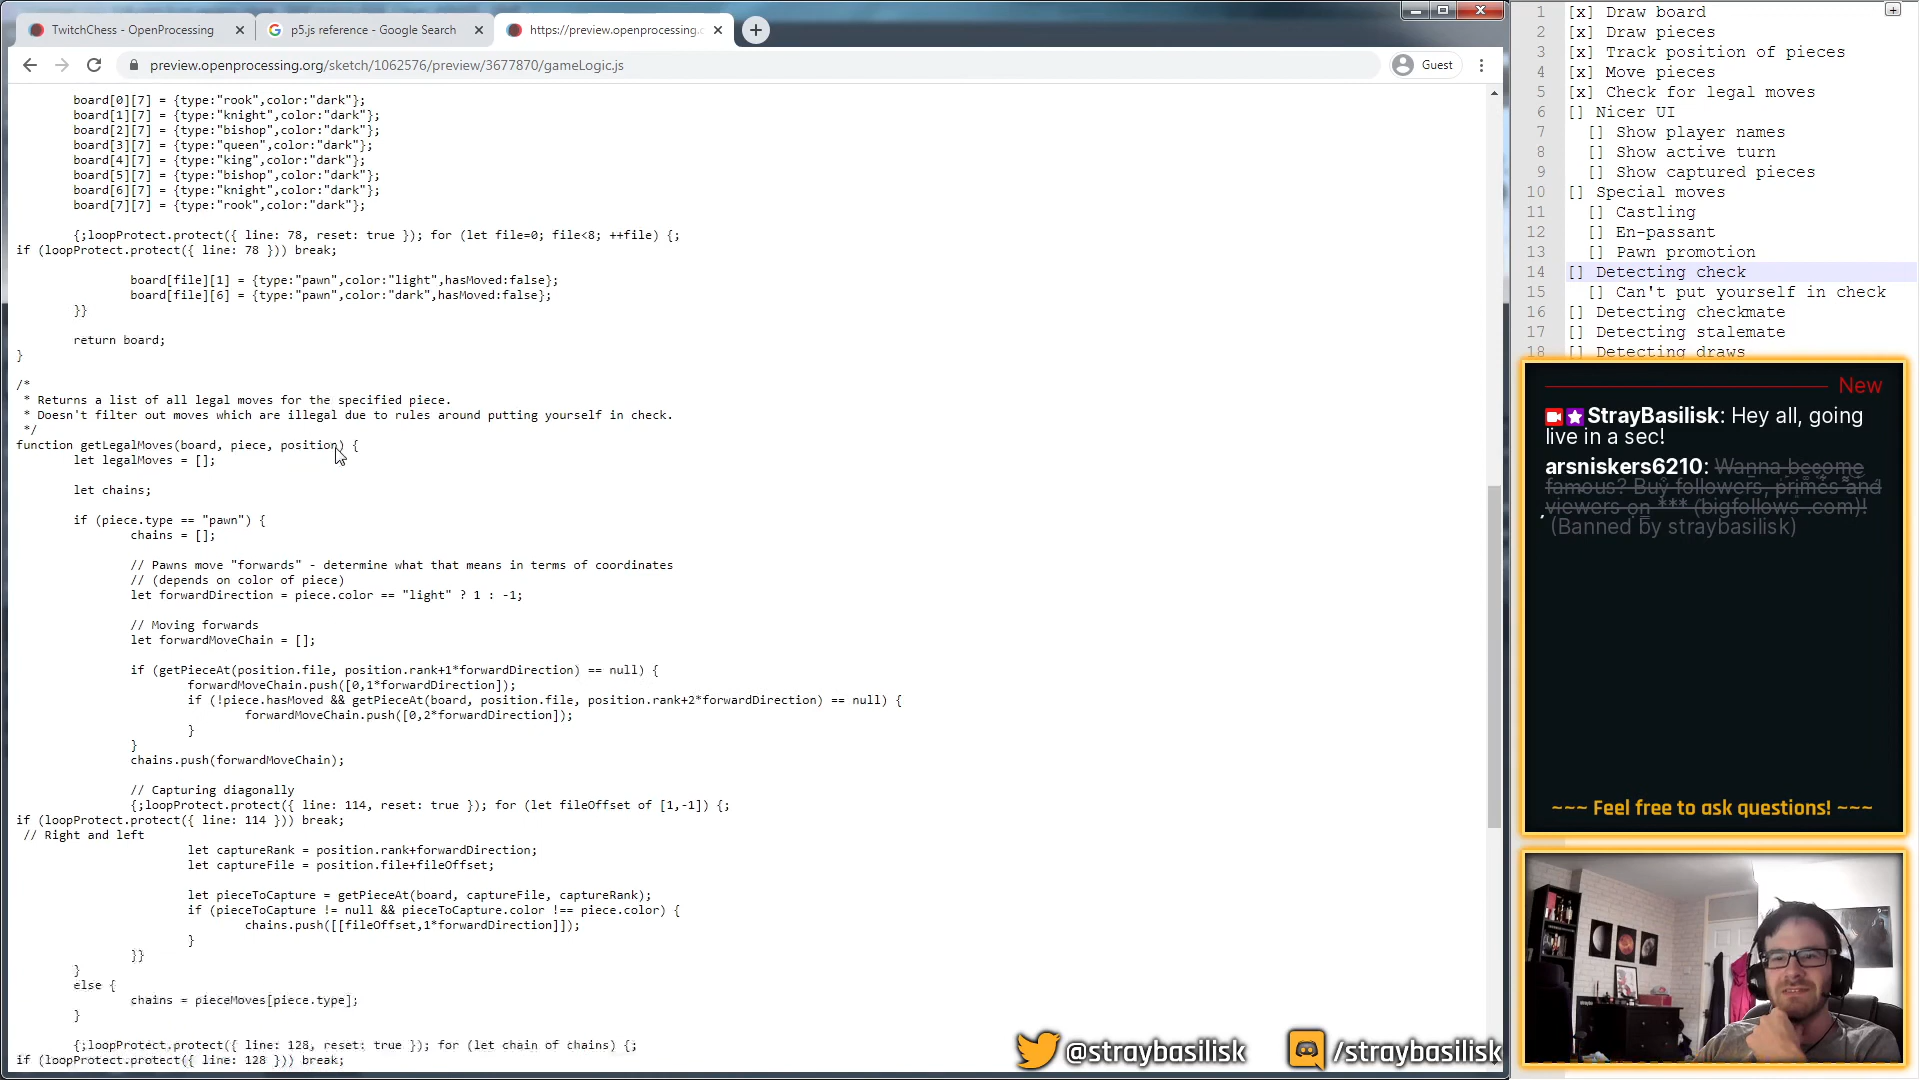 TwitchChess - OpenProcessing
p5.js reference - Google Search
https://preview.openprocessing.o
preview.openprocessing.org/sketch/1062576/preview/3677870/gameLogic.js
Guest
board[0][7] = {type:"rook",color:"dark"};
board[1][7] = {type:"knight",color:"dark"};
board[2][7] = {type:"bishop",color:"dark"};
board[3][7] = {type:"queen",color:"dark"};
board[4][7] = {type:"king",color:"dark"};
board[5][7] = {type:"bishop",color:"dark"};
board[6][7] = {type:"knight",color:"dark"};
board[7][7] = {type:"rook",color:"dark"};
{;loopProtect.protect({ line: 78, reset: true }); for (let file=0; file<8; ++file) {;
if (loopProtect.protect({ line: 78 })) break;
board[file][1] = {type:"pawn",color:"light",hasMoved:false};
board[file][6] = {type:"pawn",color:"dark",hasMoved:false};
}}
return board;
}
/*
* Returns a list of all legal moves for the specified piece.
* Doesn't filter out moves which are illegal due to rules around putting yourself in check.
*/
function getLegalMoves(board, piece, position) {
let legalMoves = [];
let chains;
if (piece.type == "pawn") {
chains = [];
// Pawns move "forwards" - determine what that means in terms of coordinates
// (depends on color of piece)
let forwardDirection = piece.color == "light" ? 1 : -1;
// Moving forwards
let forwardMoveChain = [];
if (getPieceAt(position.file, position.rank+1*forwardDirection) == null) {
forwardMoveChain.push([0,1*forwardDirection]);
if (!piece.hasMoved && getPieceAt(board, position.file, position.rank+2*forwardDirection) == null) {
forwardMoveChain.push([0,2*forwardDirection]);
}
}
chains.push(forwardMoveChain);
// Capturing diagonally
{;loopProtect.protect({ line: 114, reset: true }); for (let fileOffset of [1,-1]) {;
if (loopProtect.protect({ line: 114 })) break;
// Right and left
let captureRank = position.rank+forwardDirection;
let captureFile = position.file+fileOffset;
let pieceToCapture = getPieceAt(board, captureFile, captureRank);
if (pieceToCapture != null && pieceToCapture.color !== piece.color) {
chains.push([[fileOffset,1*forwardDirection]]);
}
}}
}
else {
chains = pieceMoves[piece.type];
}
{;loopProtect.protect({ line: 128, reset: true }); for (let chain of chains) {;
if (loopProtect.protect({ line: 128 })) break;
1 [x] Draw board
2 [x] Draw pieces
3 [x] Track position of pieces
4 [x] Move pieces
5 [x] Check for legal moves
6 [] Nicer UI
7 [] Show player names
8 [] Show active turn
9 [] Show captured pieces
10 [] Special moves
11 [] Castling
12 [] En-passant
13 [] Pawn promotion
14 [] Detecting check
15 [] Can't put yourself in check
16 [] Detecting checkmate
17 [] Detecting stalemate
18 [] Detecting draws
New
StrayBasilisk: Hey all, going
live in a sec!
arsniskers6210: Wanna become
famous? Buy followers, primes and
viewers on *** (bigfollows .com)!
(Banned by straybasilisk)
~~~ Feel free to ask questions! ~~~
@straybasilisk
/straybasilisk